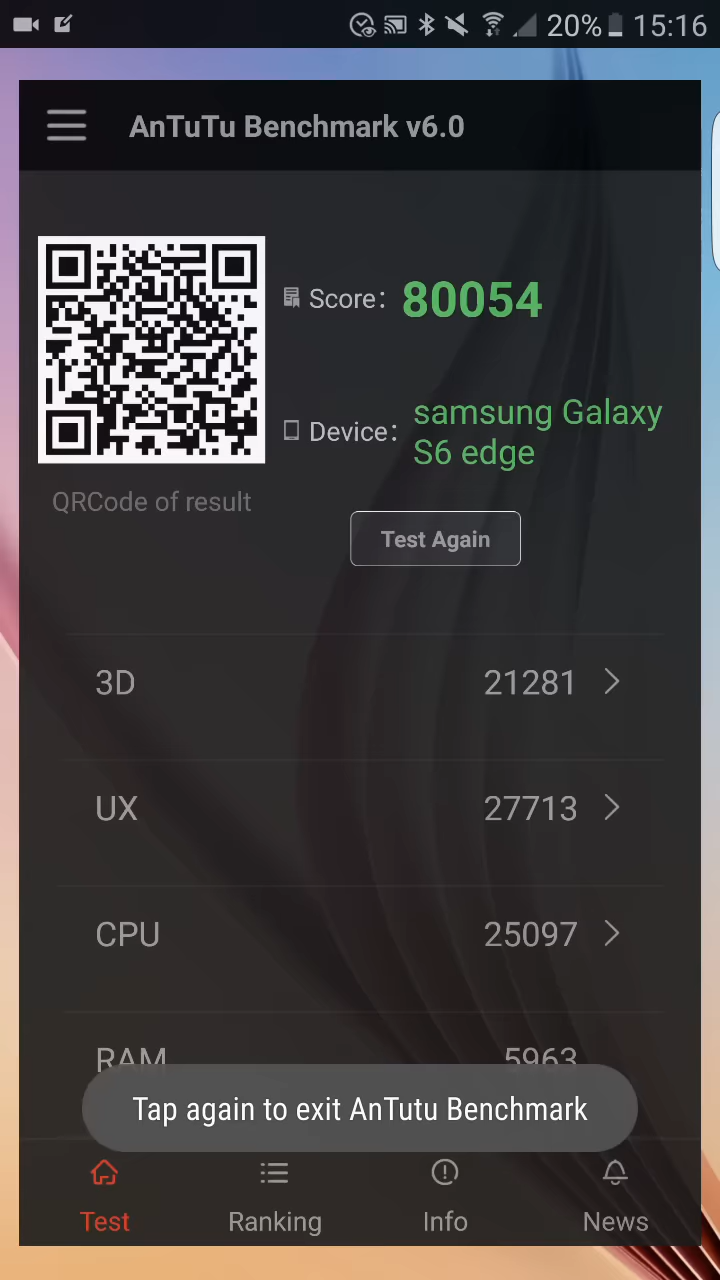 20% 15:16
AnTuTu Benchmark v6.0
Score: 80054
Device: samsung Galaxy
S6 edge
QRCode of result
Test Again
3D 21281
UX 27713
CPU 25097
RAM 5963
Tap again to exit AnTutu Benchmark
Test Ranking Info News